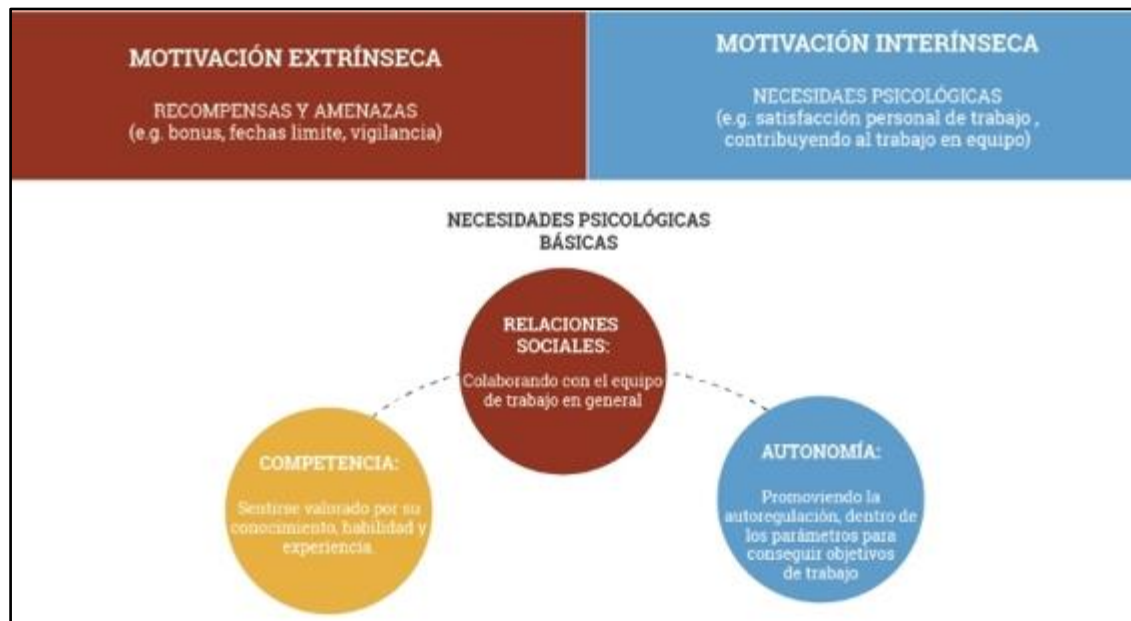 MOTIVACIÓN EXTRÍNSECA
RECOMPENSAS Y AMENAZAS
(e.g. bonus, fechas limite, vigilancia)
MOTIVACIÓN INTERÍNSECA
NECESIDAES PSICOLÓGICAS
(e.g. satisfacción personal de trabajo ,
contribuyendo al trabajo en equipo)
NECESIDADES PSICOLÓGICAS
BÁSICAS
RELACIONES
SOCIALES:
Colaborando con el equipo
de trabajo en general
COMPETENCIA:
Sentirse valorado por su
conocimiento, habilidad y
experiencia.
AUTONOMÍA:
Promoviendo la
autoregulación, dentro de
los parámetros para
conseguir objetivos
de trabajo